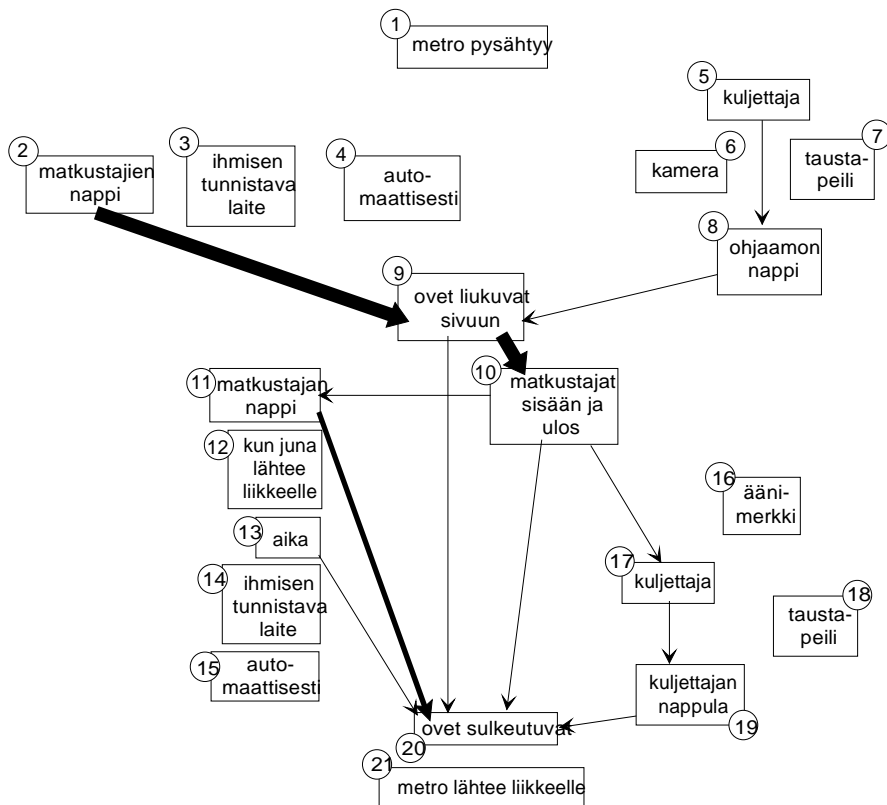 1
metro pysähtyy
5
kuljettaja
2
matkustajien
nappi
3
ihmisen
tunnistava
laite
4
auto-
maattisesti
6
kamera
7
tausta-
peili
8
ohjaamon
nappi
9
ovet liukuvat
sivuun
10
matkustajat
sisään ja
ulos
11
matkustajan
nappi
12
kun juna
lähtee
liikkeelle
13
aika
14
ihmisen
tunnistava
laite
15
auto-
maattisesti
16
ääni-
merkki
17
kuljettaja
18
tausta-
peili
19
kuljettajan
nappula
20
ovet sulkeutuvat
21
metro lähtee liikkeelle